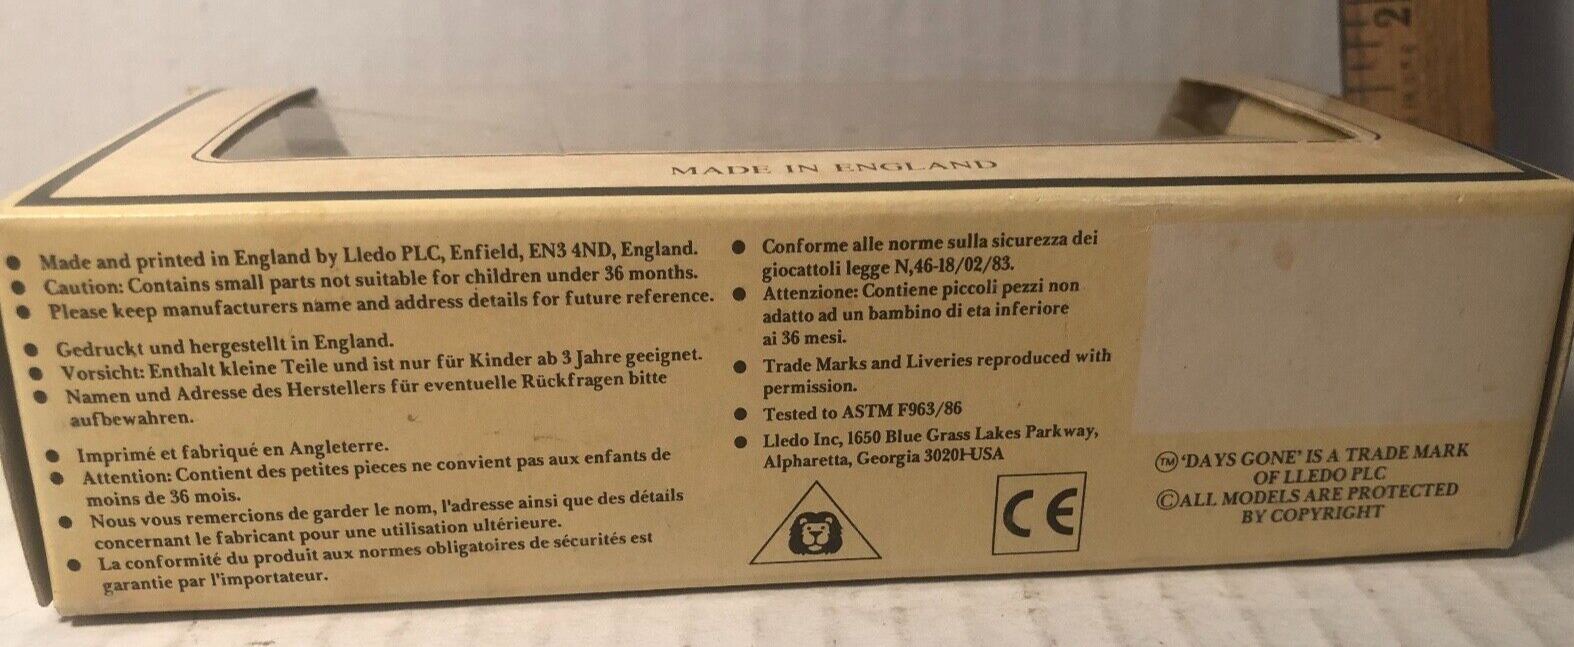 MADE IN ENGLAND
● Made and printed in England by Lledo PLC, Enfield, EN3 4ND, England.
● Caution: Contains small parts not suitable for children under 36 months.
● Please keep manufacturers name and address details for future reference.
● Gedruckt und hergestellt in England.
● Vorsicht: Enthalt kleine Teile und ist nur für Kinder ab 3 Jahre geeignet.
● Namen und Adresse des Herstellers für eventuelle Rückfragen bitte
aufbewahren.
● Imprimé et fabriqué en Angleterre.
● Attention: Contient des petites pieces ne convient pas aux enfants de
moins de 36 mois.
● Nous vous remercions de garder le nom, l'adresse ainsi que des détails
concernant le fabricant pour une utilisation ultérieure.
● La conformité du produit aux normes obligatoires de sécurités est
garantie par l'importateur.
● Conforme alle norme sulla sicurezza dei
giocattoli legge N,46-18/02/83.
● Attenzione: Contiene piccoli pezzi non
adatto ad un bambino di eta inferiore
ai 36 mesi.
● Trade Marks and Liveries reproduced with
permission.
● Tested to ASTM F963/86
● Lledo Inc, 1650 Blue Grass Lakes Parkway,
Alpharetta, Georgia 30201-USA
CE
™ 'DAYS GONE' IS A TRADE MARK
OF LLEDO PLC
© ALL MODELS ARE PROTECTED
BY COPYRIGHT
2